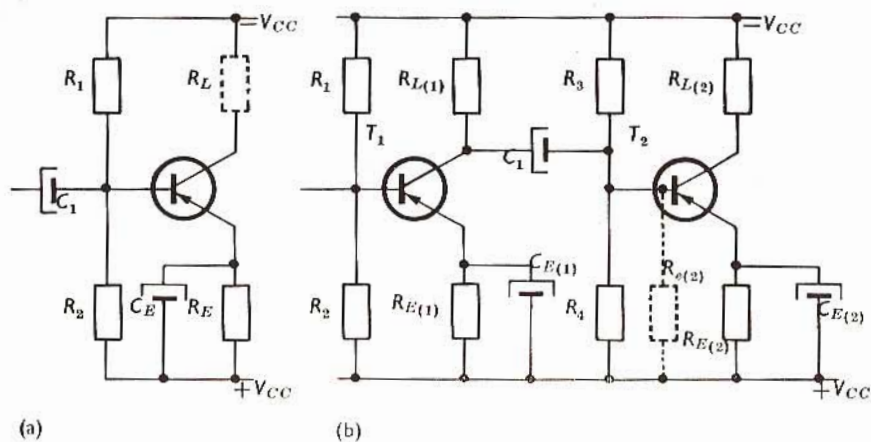 =V_CC =V_CC
R_1 R_L R_1 R_L(1) R_3 R_L(2)
T_1 T_2
C_1 C_1
R_2 C_E R_E R_2 R_E(1) C_E(1) R_4 R_e(2) R_E(2) C_E(2)
+V_CC +V_CC
(a) (b)